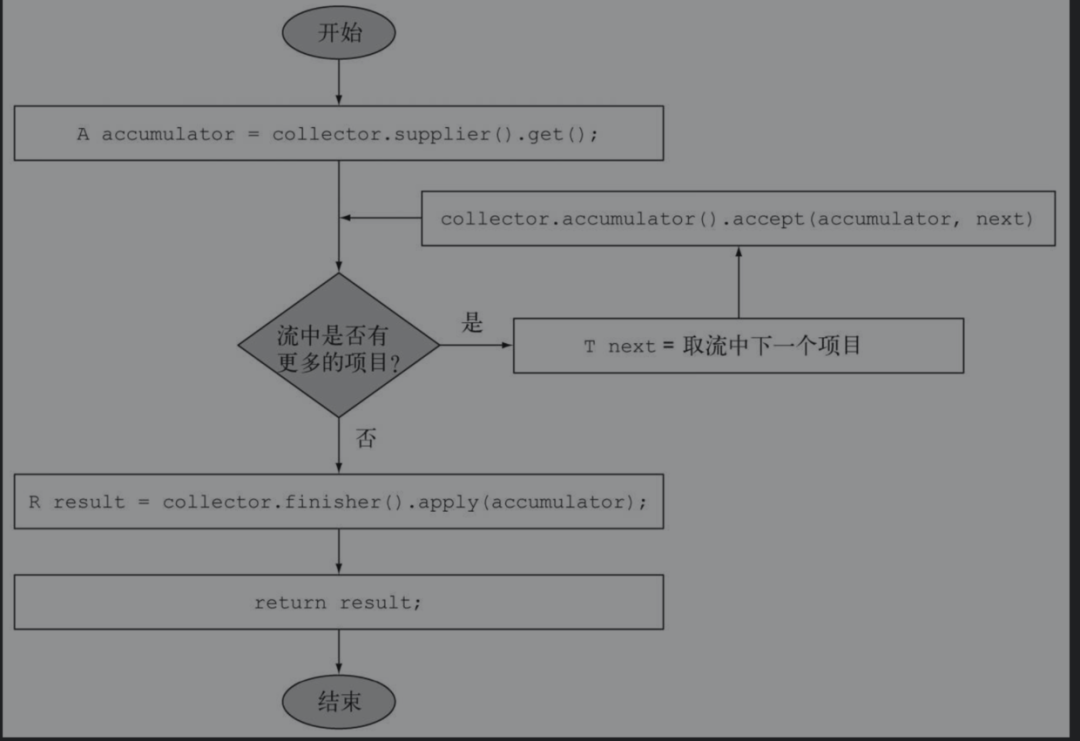 开始
A accumulator = collector.supplier().get();
collector.accumulator().accept(accumulator, next)
流中是否有
更多的项目?
是
T next = 取流中下一个项目
否
R result = collector.finisher().apply(accumulator);
return result;
结束